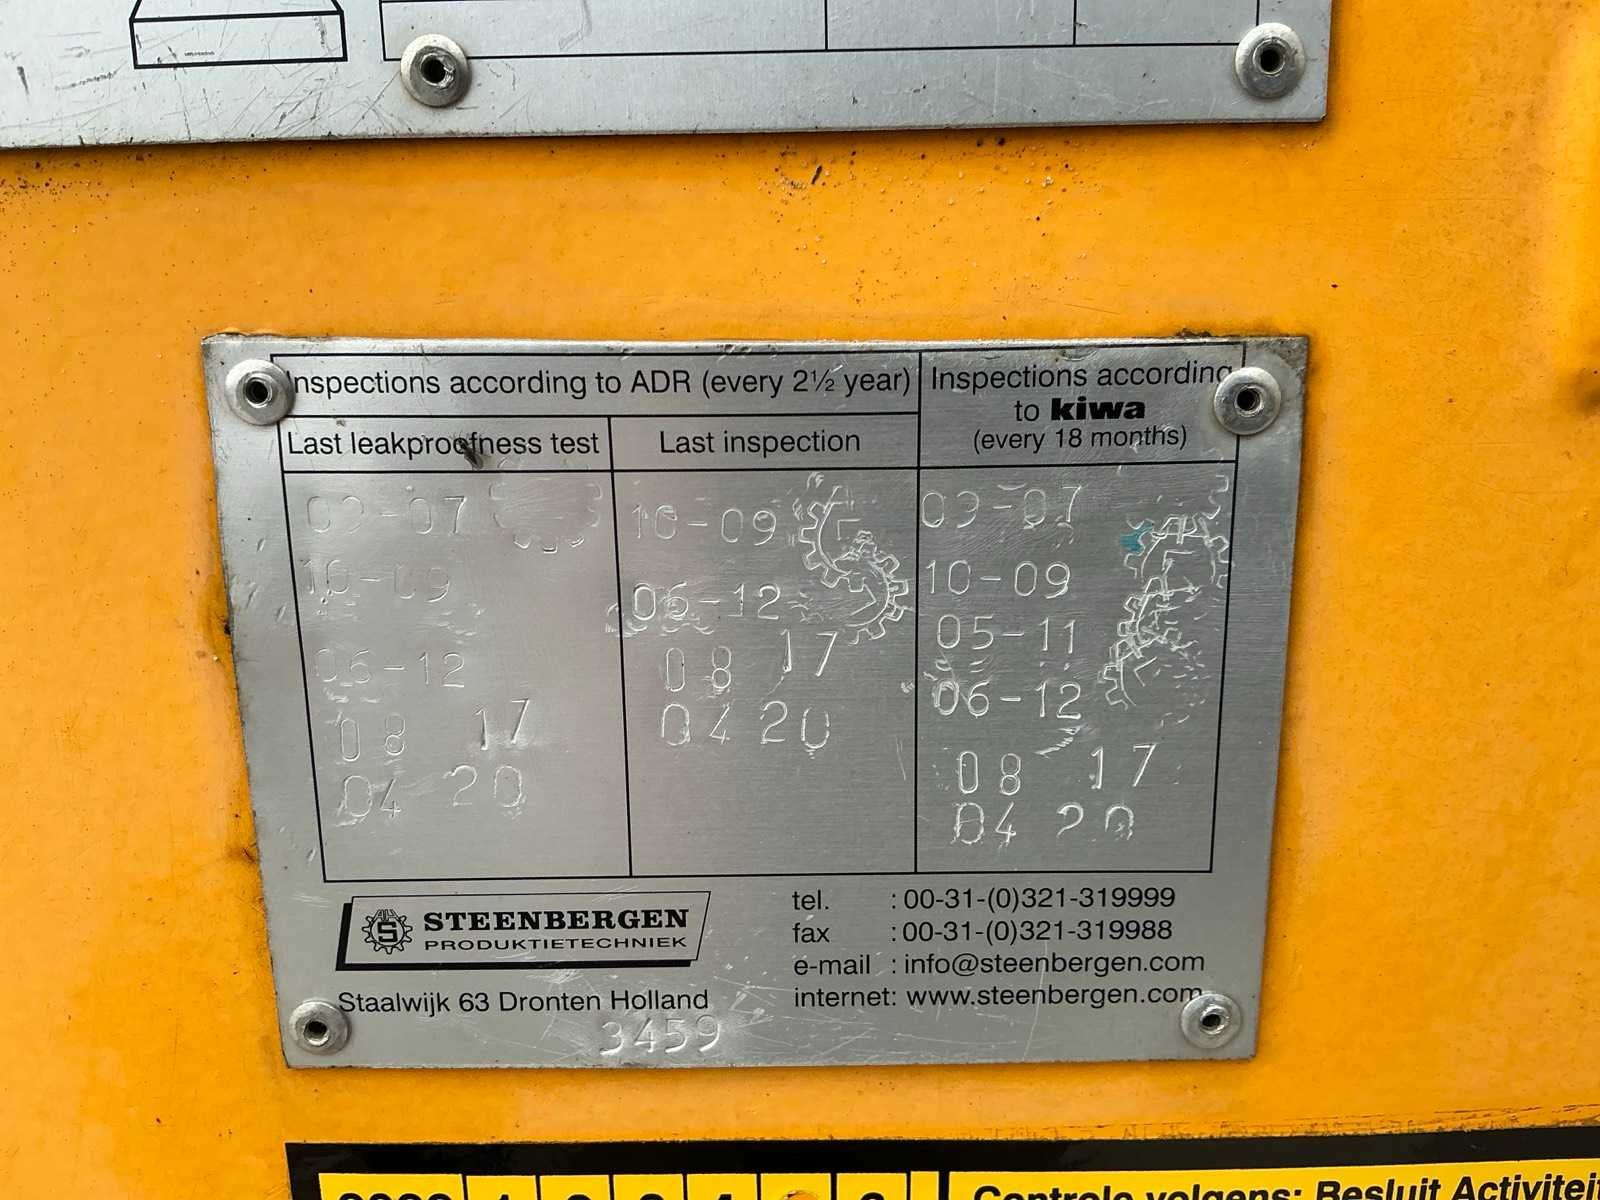 Inspections according to ADR (every 2½ year)
Last leakproofness test
Last inspection
Inspections according
to kiwa
(every 18 months)
03-07
10-09
06-12
08 17
04 20
10-09
06-12
08 17
04 20
03-07
10-09
05-11
06-12
08 17
04 20
STEENBERGEN
PRODUKTIETECHNIEK
Staalwijk 63 Dronten Holland
3459
tel. : 00-31-(0)321-319999
fax : 00-31-(0)321-319988
e-mail : info@steenbergen.com
internet: www.steenbergen.com
Controle volgens: Besluit